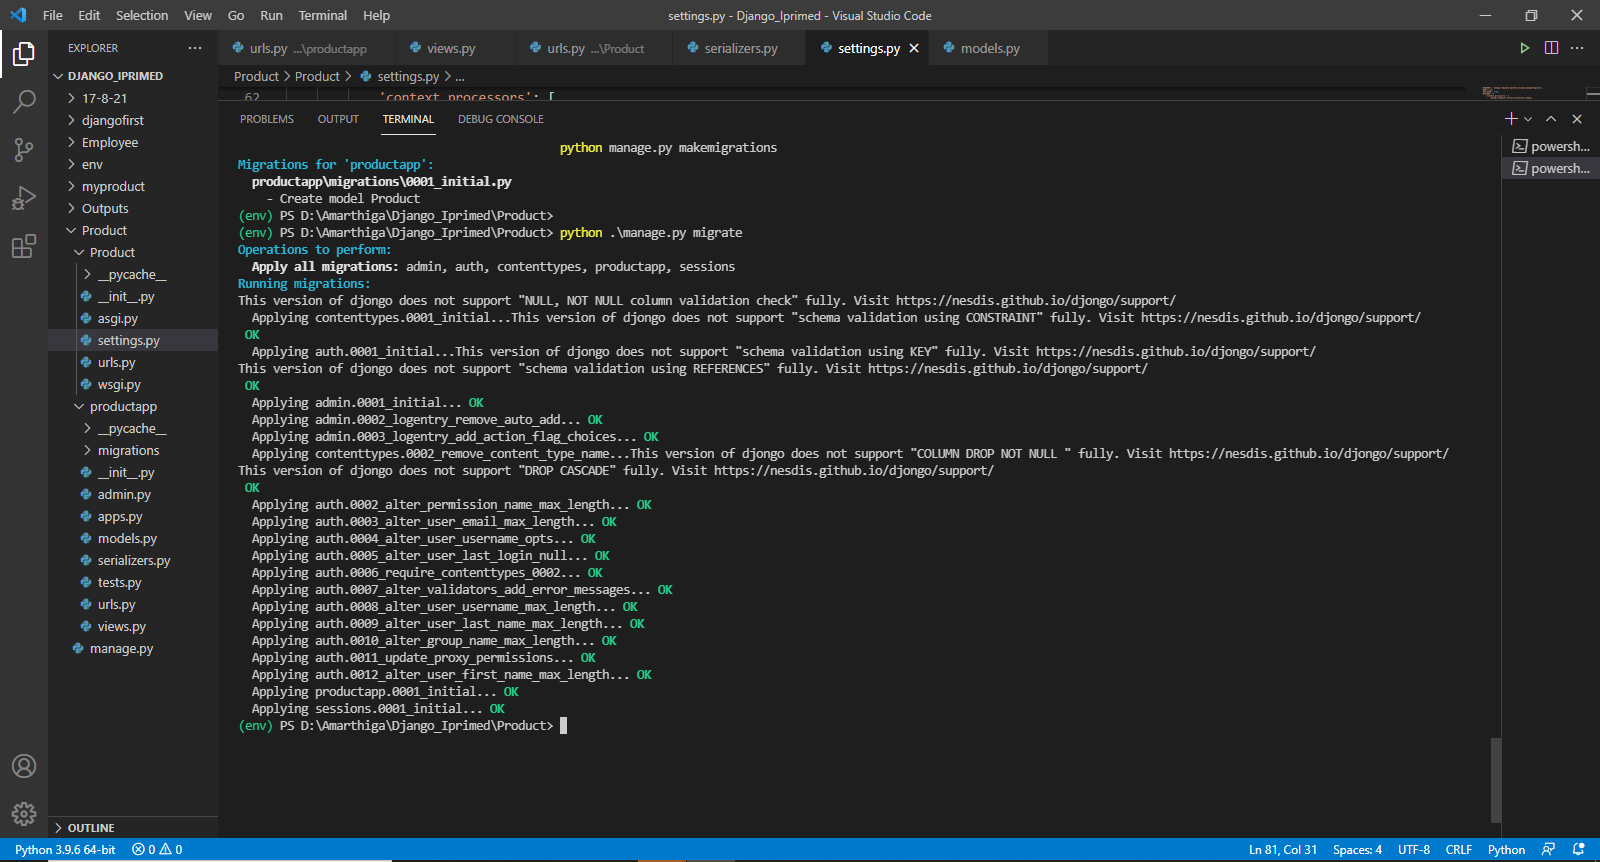 File Edit Selection View Go Run Terminal Help
settings.py - Django_Iprimed - Visual Studio Code
EXPLORER
DJANGO_IPRIMED
17-8-21
djangofirst
Employee
env
myproduct
Outputs
Product
Product
__pycache__
__init__.py
asgi.py
settings.py
urls.py
wsgi.py
productapp
__pycache__
migrations
__init__.py
admin.py
apps.py
models.py
serializers.py
tests.py
urls.py
views.py
manage.py
OUTLINE
urls.py ...\productapp views.py urls.py ...\Product serializers.py settings.py models.py
Product > Product > settings.py > ...
62 'context_processors': [
PROBLEMS OUTPUT TERMINAL DEBUG CONSOLE
python manage.py makemigrations
Migrations for 'productapp':
productapp\migrations\0001_initial.py
- Create model Product
(env) PS D:\Amarthiga\Django_Iprimed\Product>
(env) PS D:\Amarthiga\Django_Iprimed\Product> python .\manage.py migrate
Operations to perform:
Apply all migrations: admin, auth, contenttypes, productapp, sessions
Running migrations:
This version of djongo does not support "NULL, NOT NULL column validation check" fully. Visit https://nesdis.github.io/djongo/support/
Applying contenttypes.0001_initial...This version of djongo does not support "schema validation using CONSTRAINT" fully. Visit https://nesdis.github.io/djongo/support/
OK
Applying auth.0001_initial...This version of djongo does not support "schema validation using KEY" fully. Visit https://nesdis.github.io/djongo/support/
This version of djongo does not support "schema validation using REFERENCES" fully. Visit https://nesdis.github.io/djongo/support/
OK
Applying admin.0001_initial... OK
Applying admin.0002_logentry_remove_auto_add... OK
Applying admin.0003_logentry_add_action_flag_choices... OK
Applying contenttypes.0002_remove_content_type_name...This version of djongo does not support "COLUMN DROP NOT NULL " fully. Visit https://nesdis.github.io/djongo/support/
This version of djongo does not support "DROP CASCADE" fully. Visit https://nesdis.github.io/djongo/support/
OK
Applying auth.0002_alter_permission_name_max_length... OK
Applying auth.0003_alter_user_email_max_length... OK
Applying auth.0004_alter_user_username_opts... OK
Applying auth.0005_alter_user_last_login_null... OK
Applying auth.0006_require_contenttypes_0002... OK
Applying auth.0007_alter_validators_add_error_messages... OK
Applying auth.0008_alter_user_username_max_length... OK
Applying auth.0009_alter_user_last_name_max_length... OK
Applying auth.0010_alter_group_name_max_length... OK
Applying auth.0011_update_proxy_permissions... OK
Applying auth.0012_alter_user_first_name_max_length... OK
Applying productapp.0001_initial... OK
Applying sessions.0001_initial... OK
(env) PS D:\Amarthiga\Django_Iprimed\Product>
powersh...
powersh...
Python 3.9.6 64-bit 0 0 Ln 81, Col 31 Spaces: 4 UTF-8 CRLF Python